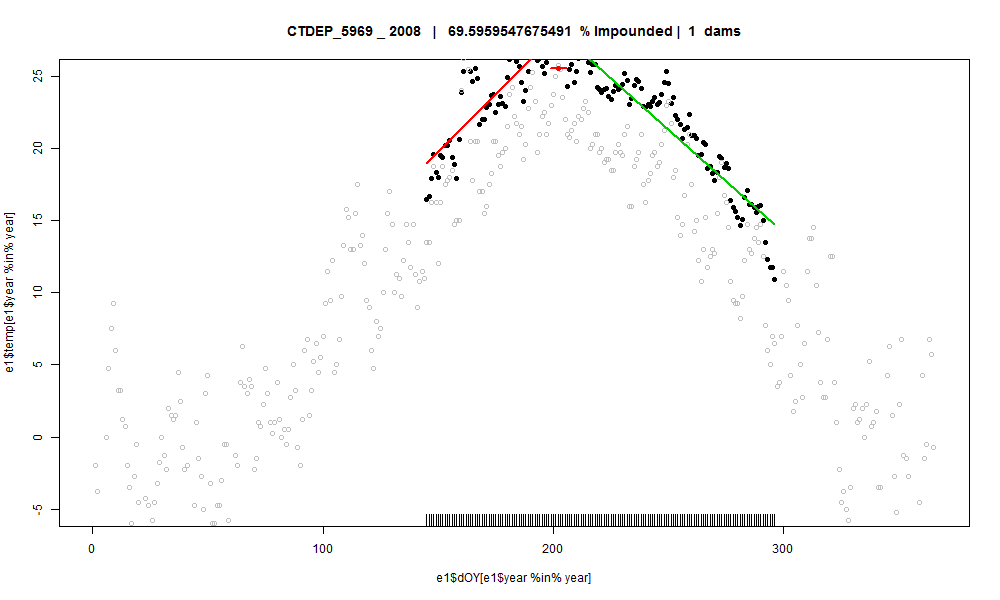 CTDEP_5969 _ 2008 | 69.5959547675491 % Impounded | 1 dams
e1$temp[e1$year %in% year]
25
20
15
10
5
0
-5
0 100 200 300
e1$dOY[e1$year %in% year]